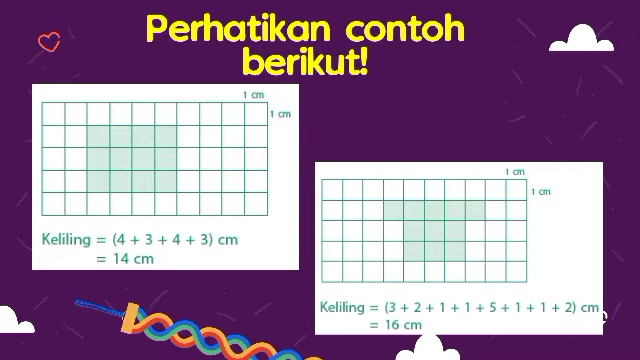 Perhatikan contoh
berikut!
1 cm
1 cm
Keliling = (4 + 3 + 4 + 3) cm
= 14 cm
1 cm
1 cm
Keliling = (3 + 2 + 1 + 1 + 5 + 1 + 1 + 2) cm
= 16 cm